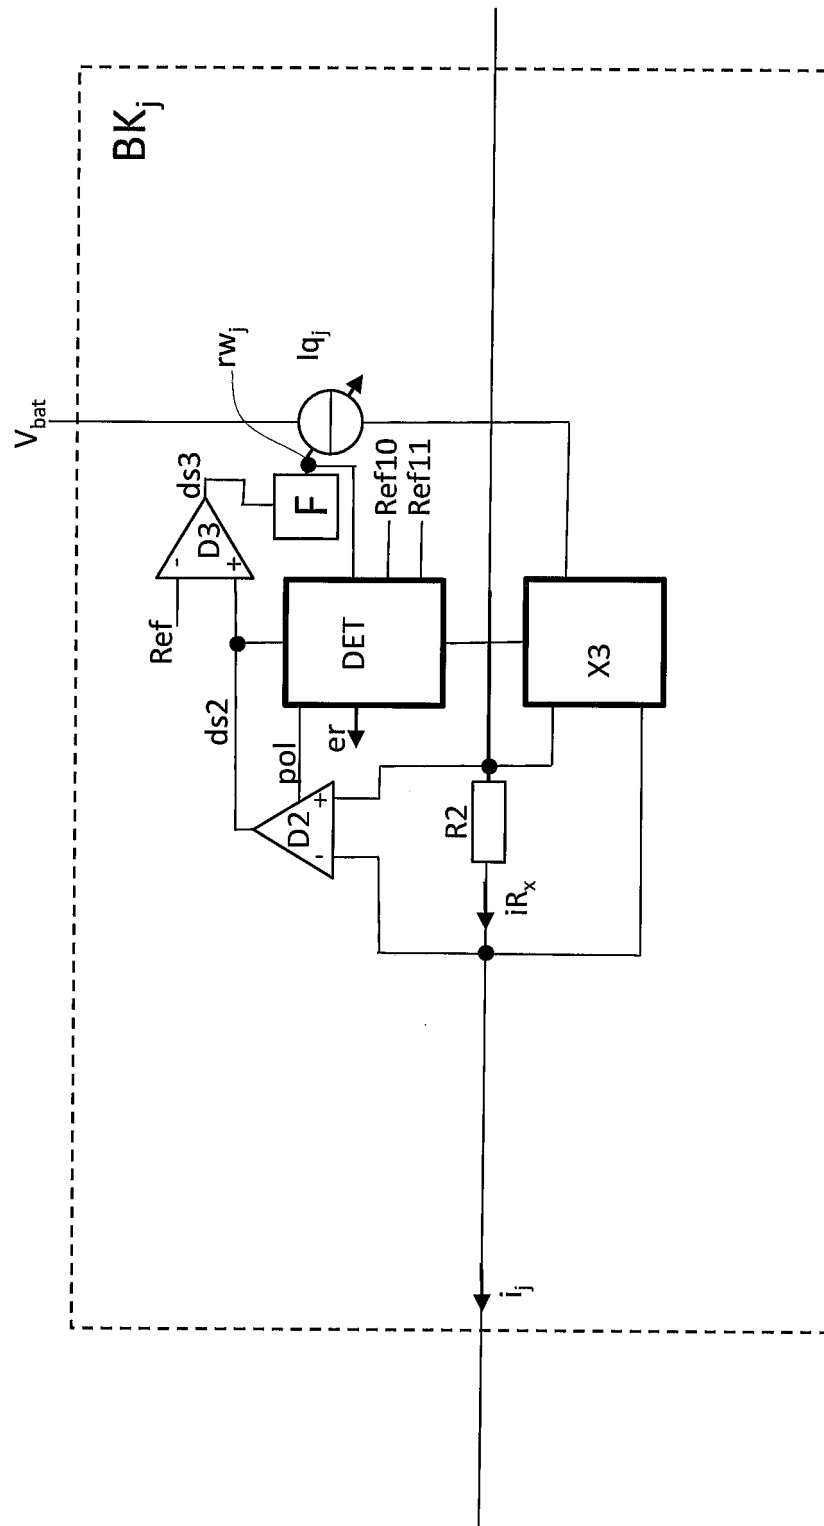 BKj
Vbat
rwj
Iqj
ds3
F
D3
-
+
Ref
Ref10
Ref11
DET
X3
ds2
pol
er
D2
-
+
R2
iRx
ij